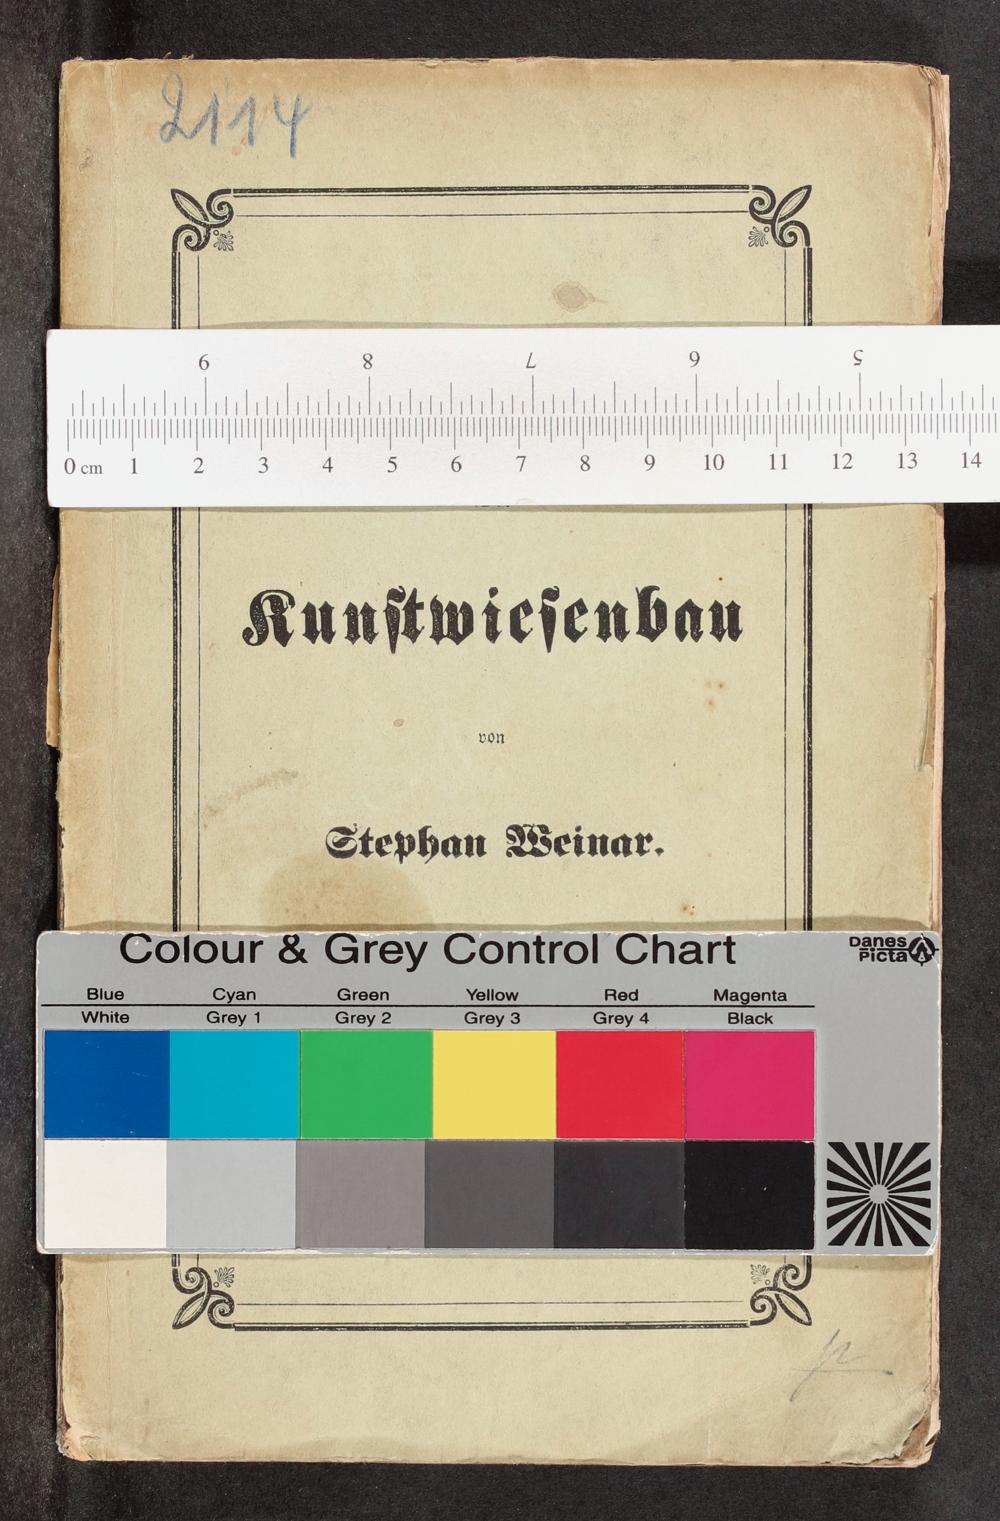 2114
9 8 7 6 5
0 cm 1 2 3 4 5 6 7 8 9 10 11 12 13 14
Kunſtwieſenbau
von
Stephan Weinar.
Colour & Grey Control Chart
Danes
Picta
Blue Cyan Green Yellow Red Magenta
White Grey 1 Grey 2 Grey 3 Grey 4 Black